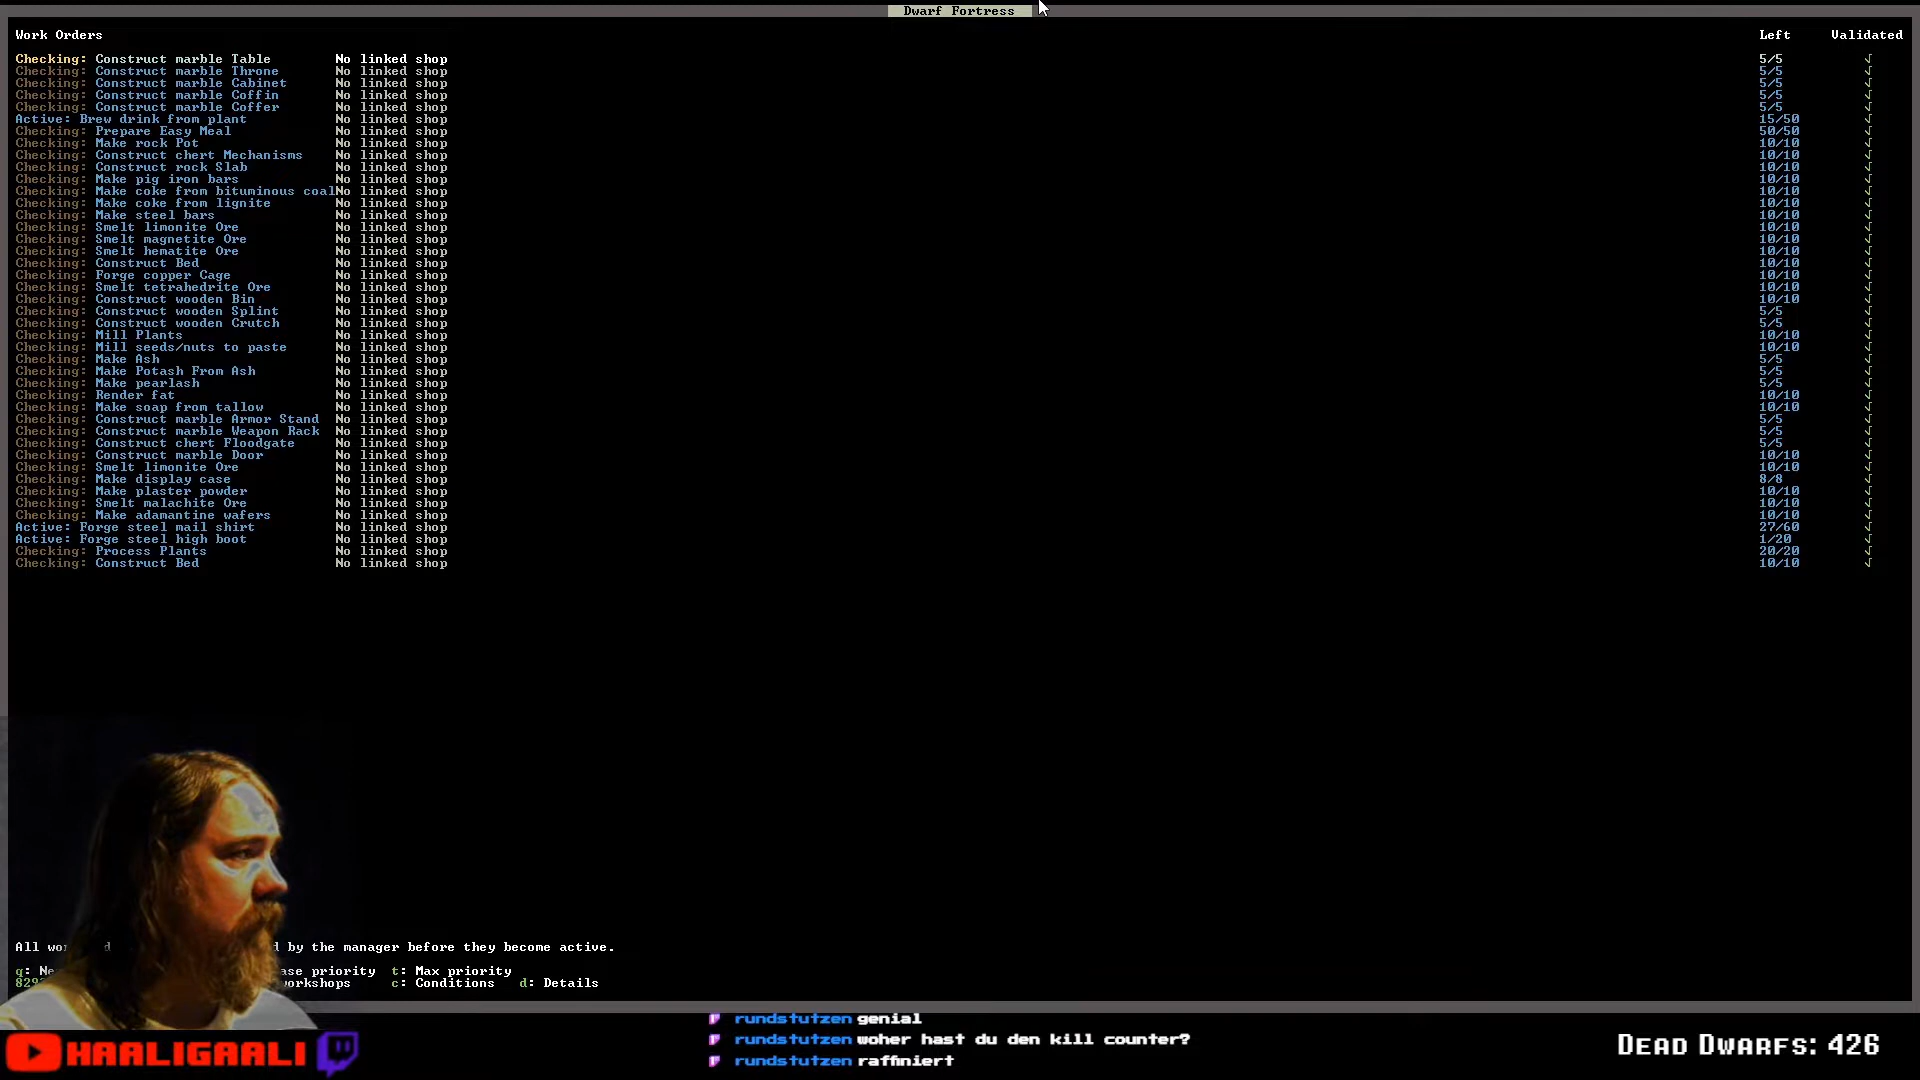 Dwarf Fortress
Work Orders Left Validated
Checking: Construct marble Table No linked shop 5/5 √
Checking: Construct marble Throne No linked shop 5/5 √
Checking: Construct marble Cabinet No linked shop 5/5 √
Checking: Construct marble Coffin No linked shop 5/5 √
Checking: Construct marble Coffer No linked shop 5/5 √
Active: Brew drink from plant No linked shop 15/50 √
Checking: Prepare Easy Meal No linked shop 50/50 √
Checking: Make rock Pot No linked shop 10/10 √
Checking: Construct chert Mechanisms No linked shop 10/10 √
Checking: Construct rock Slab No linked shop 10/10 √
Checking: Make pig iron bars No linked shop 10/10 √
Checking: Make coke from bituminous coalNo linked shop 10/10 √
Checking: Make coke from lignite No linked shop 10/10 √
Checking: Make steel bars No linked shop 10/10 √
Checking: Smelt limonite Ore No linked shop 10/10 √
Checking: Smelt magnetite Ore No linked shop 10/10 √
Checking: Smelt hematite Ore No linked shop 10/10 √
Checking: Construct Bed No linked shop 10/10 √
Checking: Forge copper Cage No linked shop 10/10 √
Checking: Smelt tetrahedrite Ore No linked shop 10/10 √
Checking: Construct wooden Bin No linked shop 10/10 √
Checking: Construct wooden Splint No linked shop 5/5 √
Checking: Construct wooden Crutch No linked shop 5/5 √
Checking: Mill Plants No linked shop 10/10 √
Checking: Mill seeds/nuts to paste No linked shop 10/10 √
Checking: Make Ash No linked shop 5/5 √
Checking: Make Potash From Ash No linked shop 5/5 √
Checking: Make pearlash No linked shop 5/5 √
Checking: Render fat No linked shop 10/10 √
Checking: Make soap from tallow No linked shop 10/10 √
Checking: Construct marble Armor Stand No linked shop 5/5 √
Checking: Construct marble Weapon Rack No linked shop 5/5 √
Checking: Construct chert Floodgate No linked shop 5/5 √
Checking: Construct marble Door No linked shop 10/10 √
Checking: Smelt limonite Ore No linked shop 10/10 √
Checking: Make display case No linked shop 8/8 √
Checking: Make plaster powder No linked shop 10/10 √
Checking: Smelt malachite Ore No linked shop 10/10 √
Checking: Make adamantine wafers No linked shop 10/10 √
Active: Forge steel mail shirt No linked shop 27/60 √
Active: Forge steel high boot No linked shop 1/20 √
Checking: Process Plants No linked shop 20/20 √
Checking: Construct Bed No linked shop 10/10 √
All by the manager before they become active.
q: priority t: Max priority
c: Conditions d: Details
rundstutzen genial
rundstutzen woher hast du den kill counter?
rundstutzen raffiniert
HAALIGAALI
Dead Dwarfs: 426